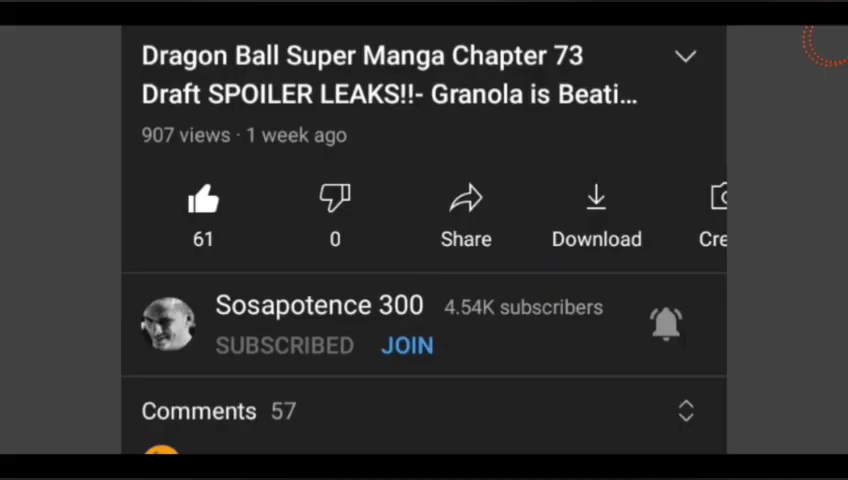 Dragon Ball Super Manga Chapter 73
Draft SPOILER LEAKS!!- Granola is Beati...
907 views · 1 week ago
61
0
Share
Download
Cre
Sosapotence 300 4.54K subscribers
SUBSCRIBED JOIN
Comments 57